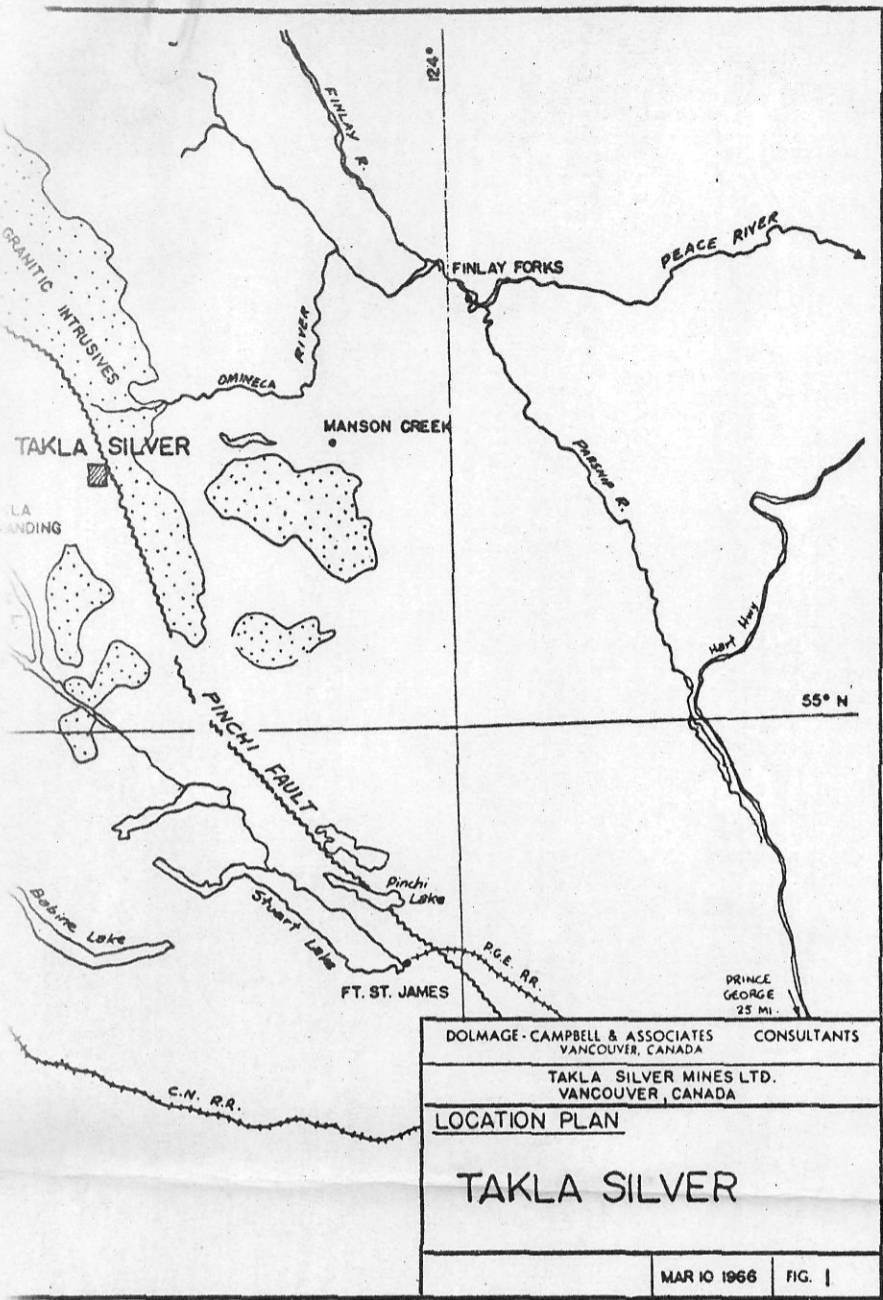 124°
FINLAY R.
GRANITIC INTRUSIVES
FINLAY FORKS
PEACE RIVER
OMINECA RIVER
MANSON CREEK
TAKLA SILVER
LA
ANDING
PARSNIP R.
Hart Hwy
55° N
PINCHI FAULT
Pinchi
Lake
Stuart Lake
Babine Lake
P.G.E. R.R.
FT. ST. JAMES
PRINCE
GEORGE
25 MI.
C.N. R.R.
DOLMAGE-CAMPBELL & ASSOCIATES CONSULTANTS
VANCOUVER, CANADA
TAKLA SILVER MINES LTD.
VANCOUVER, CANADA
LOCATION PLAN
TAKLA SILVER
MAR 10 1966 FIG. 1